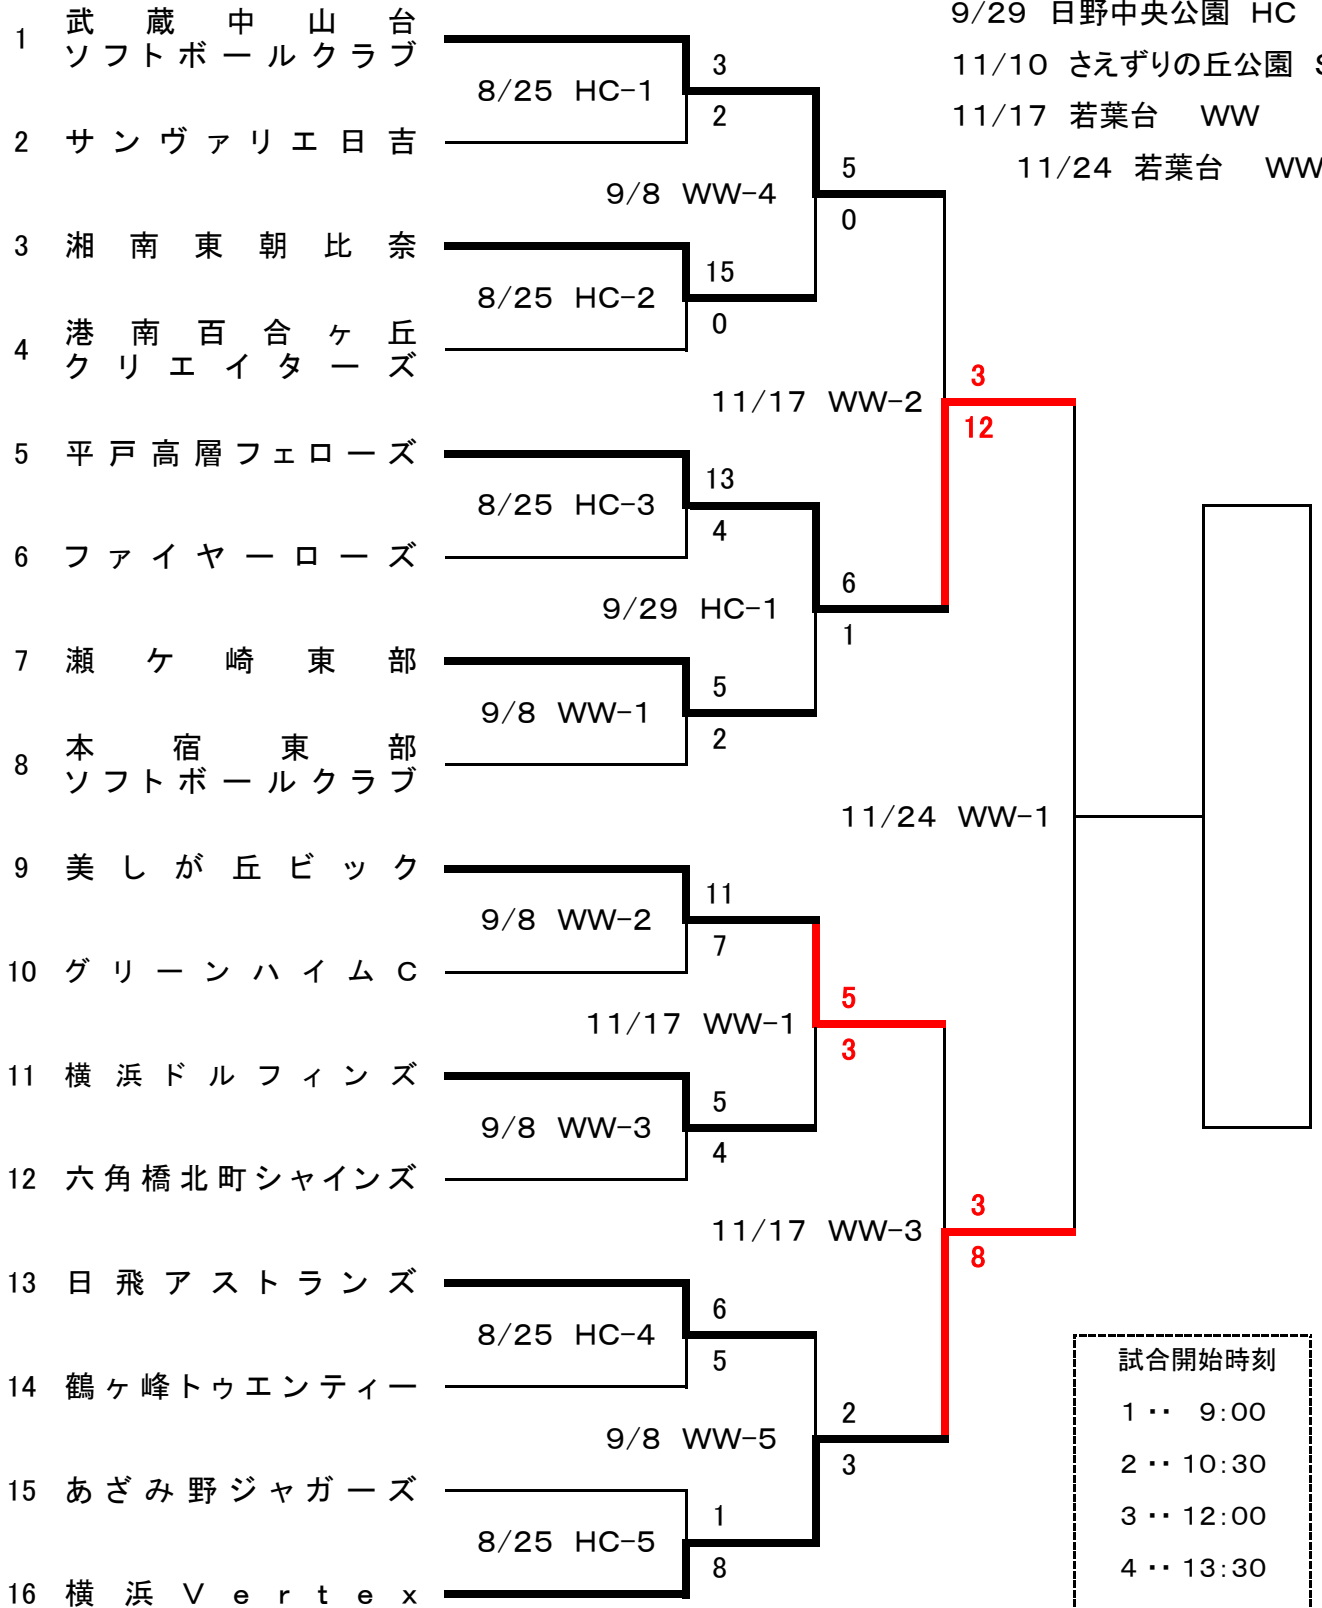 9/29 日野中央公園 HC
1 武蔵中山台
ソフトボールクラブ
3
11/10 さえずりの丘公園
8/25 HC-1
2
11/17 若葉台 WW
2 サンヴァリエ日吉
5
11/24 若葉台 WW
9/8 WW-4
0
3 湘南東朝比奈
15
8/25 HC-2
0
4 港南百合ヶ丘
クリエイターズ
3
11/17 WW-2
12
5 平戸高層フェローズ
13
8/25 HC-3
4
6 ファイヤーローズ
6
9/29 HC-1
1
7 瀬ケ崎東部
5
9/8 WW-1
2
8 本宿東部
ソフトボールクラブ
11/24 WW-1
9 美しが丘ビック
11
9/8 WW-2
7
10 グリーンハイムC
5
11/17 WW-1
3
11 横浜ドルフィンズ
5
9/8 WW-3
4
12 六角橋北町シャインズ
3
11/17 WW-3
8
13 日飛アストランズ
6
8/25 HC-4
5
14 鶴ヶ峰トゥエンティー
2
9/8 WW-5
3
15 あざみ野ジャガーズ
1
8/25 HC-5
8
16 横浜Vertex
試合開始時刻
1 ‥ 9:00
2 ‥ 10:30
3 ‥ 12:00
4 ‥ 13:30